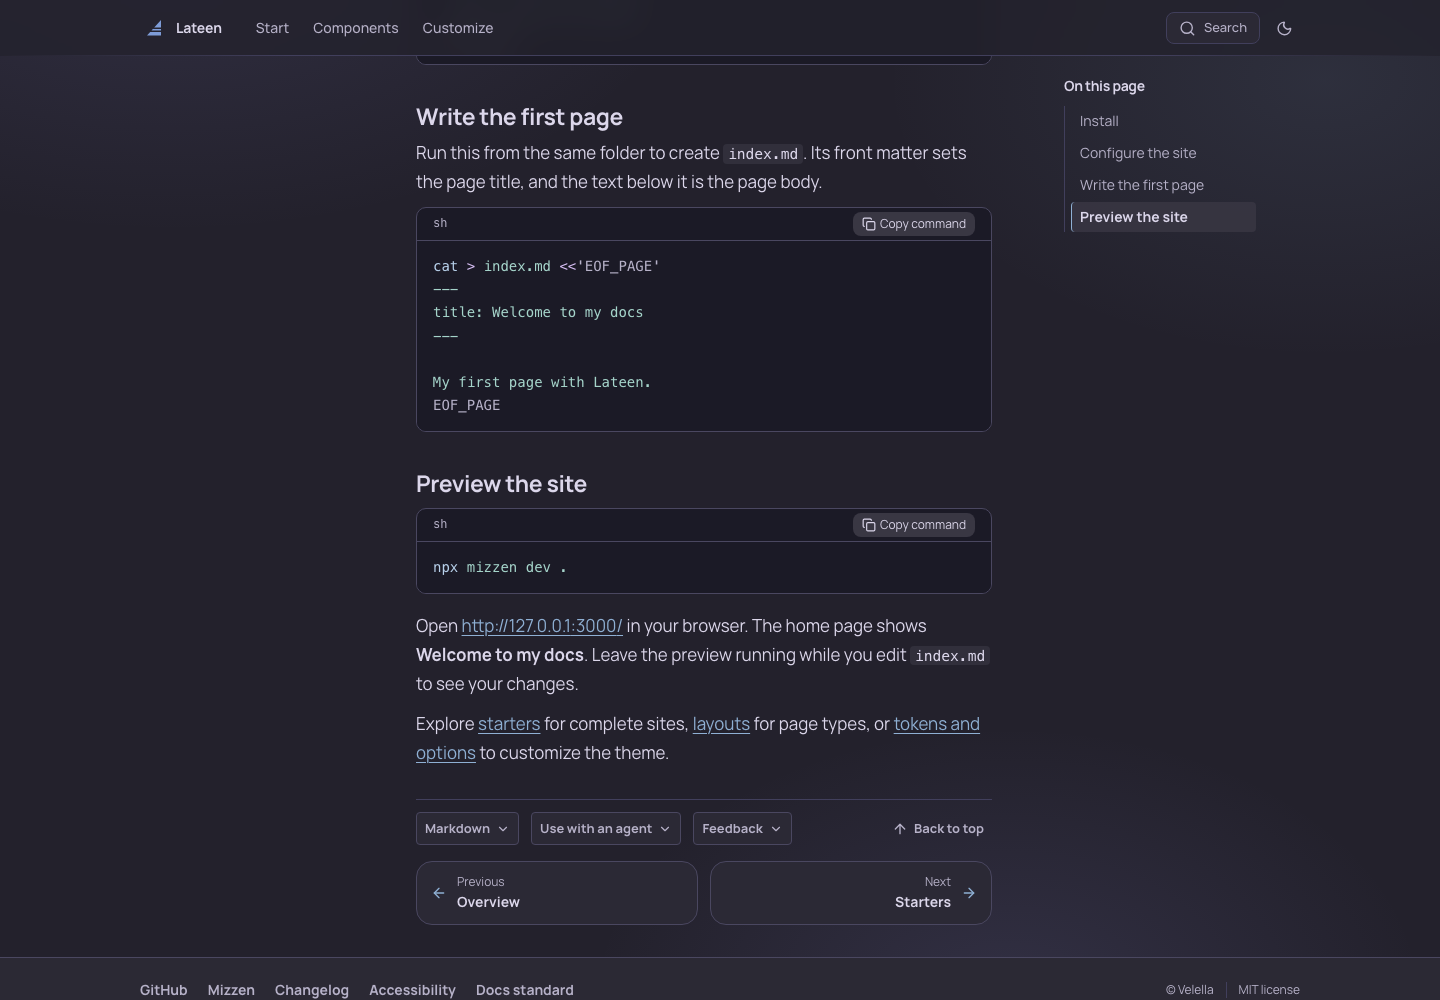 Lateen
Start
Components
Customize
Search
On this page
Install
Configure the site
Write the first page
Preview the site
Write the first page
Run this from the same folder to create index.md. Its front matter sets
the page title, and the text below it is the page body.
sh
Copy command
cat > index.md <<'EOF_PAGE'
---
title: Welcome to my docs
---
My first page with Lateen.
EOF_PAGE
Preview the site
sh
Copy command
npx mizzen dev .
Open http://127.0.0.1:3000/ in your browser. The home page shows
Welcome to my docs. Leave the preview running while you edit index.md
to see your changes.
Explore starters for complete sites, layouts for page types, or tokens and
options to customize the theme.
Markdown
Use with an agent
Feedback
Back to top
Previous
Overview
Next
Starters
GitHub
Mizzen
Changelog
Accessibility
Docs standard
© Velella
MIT license